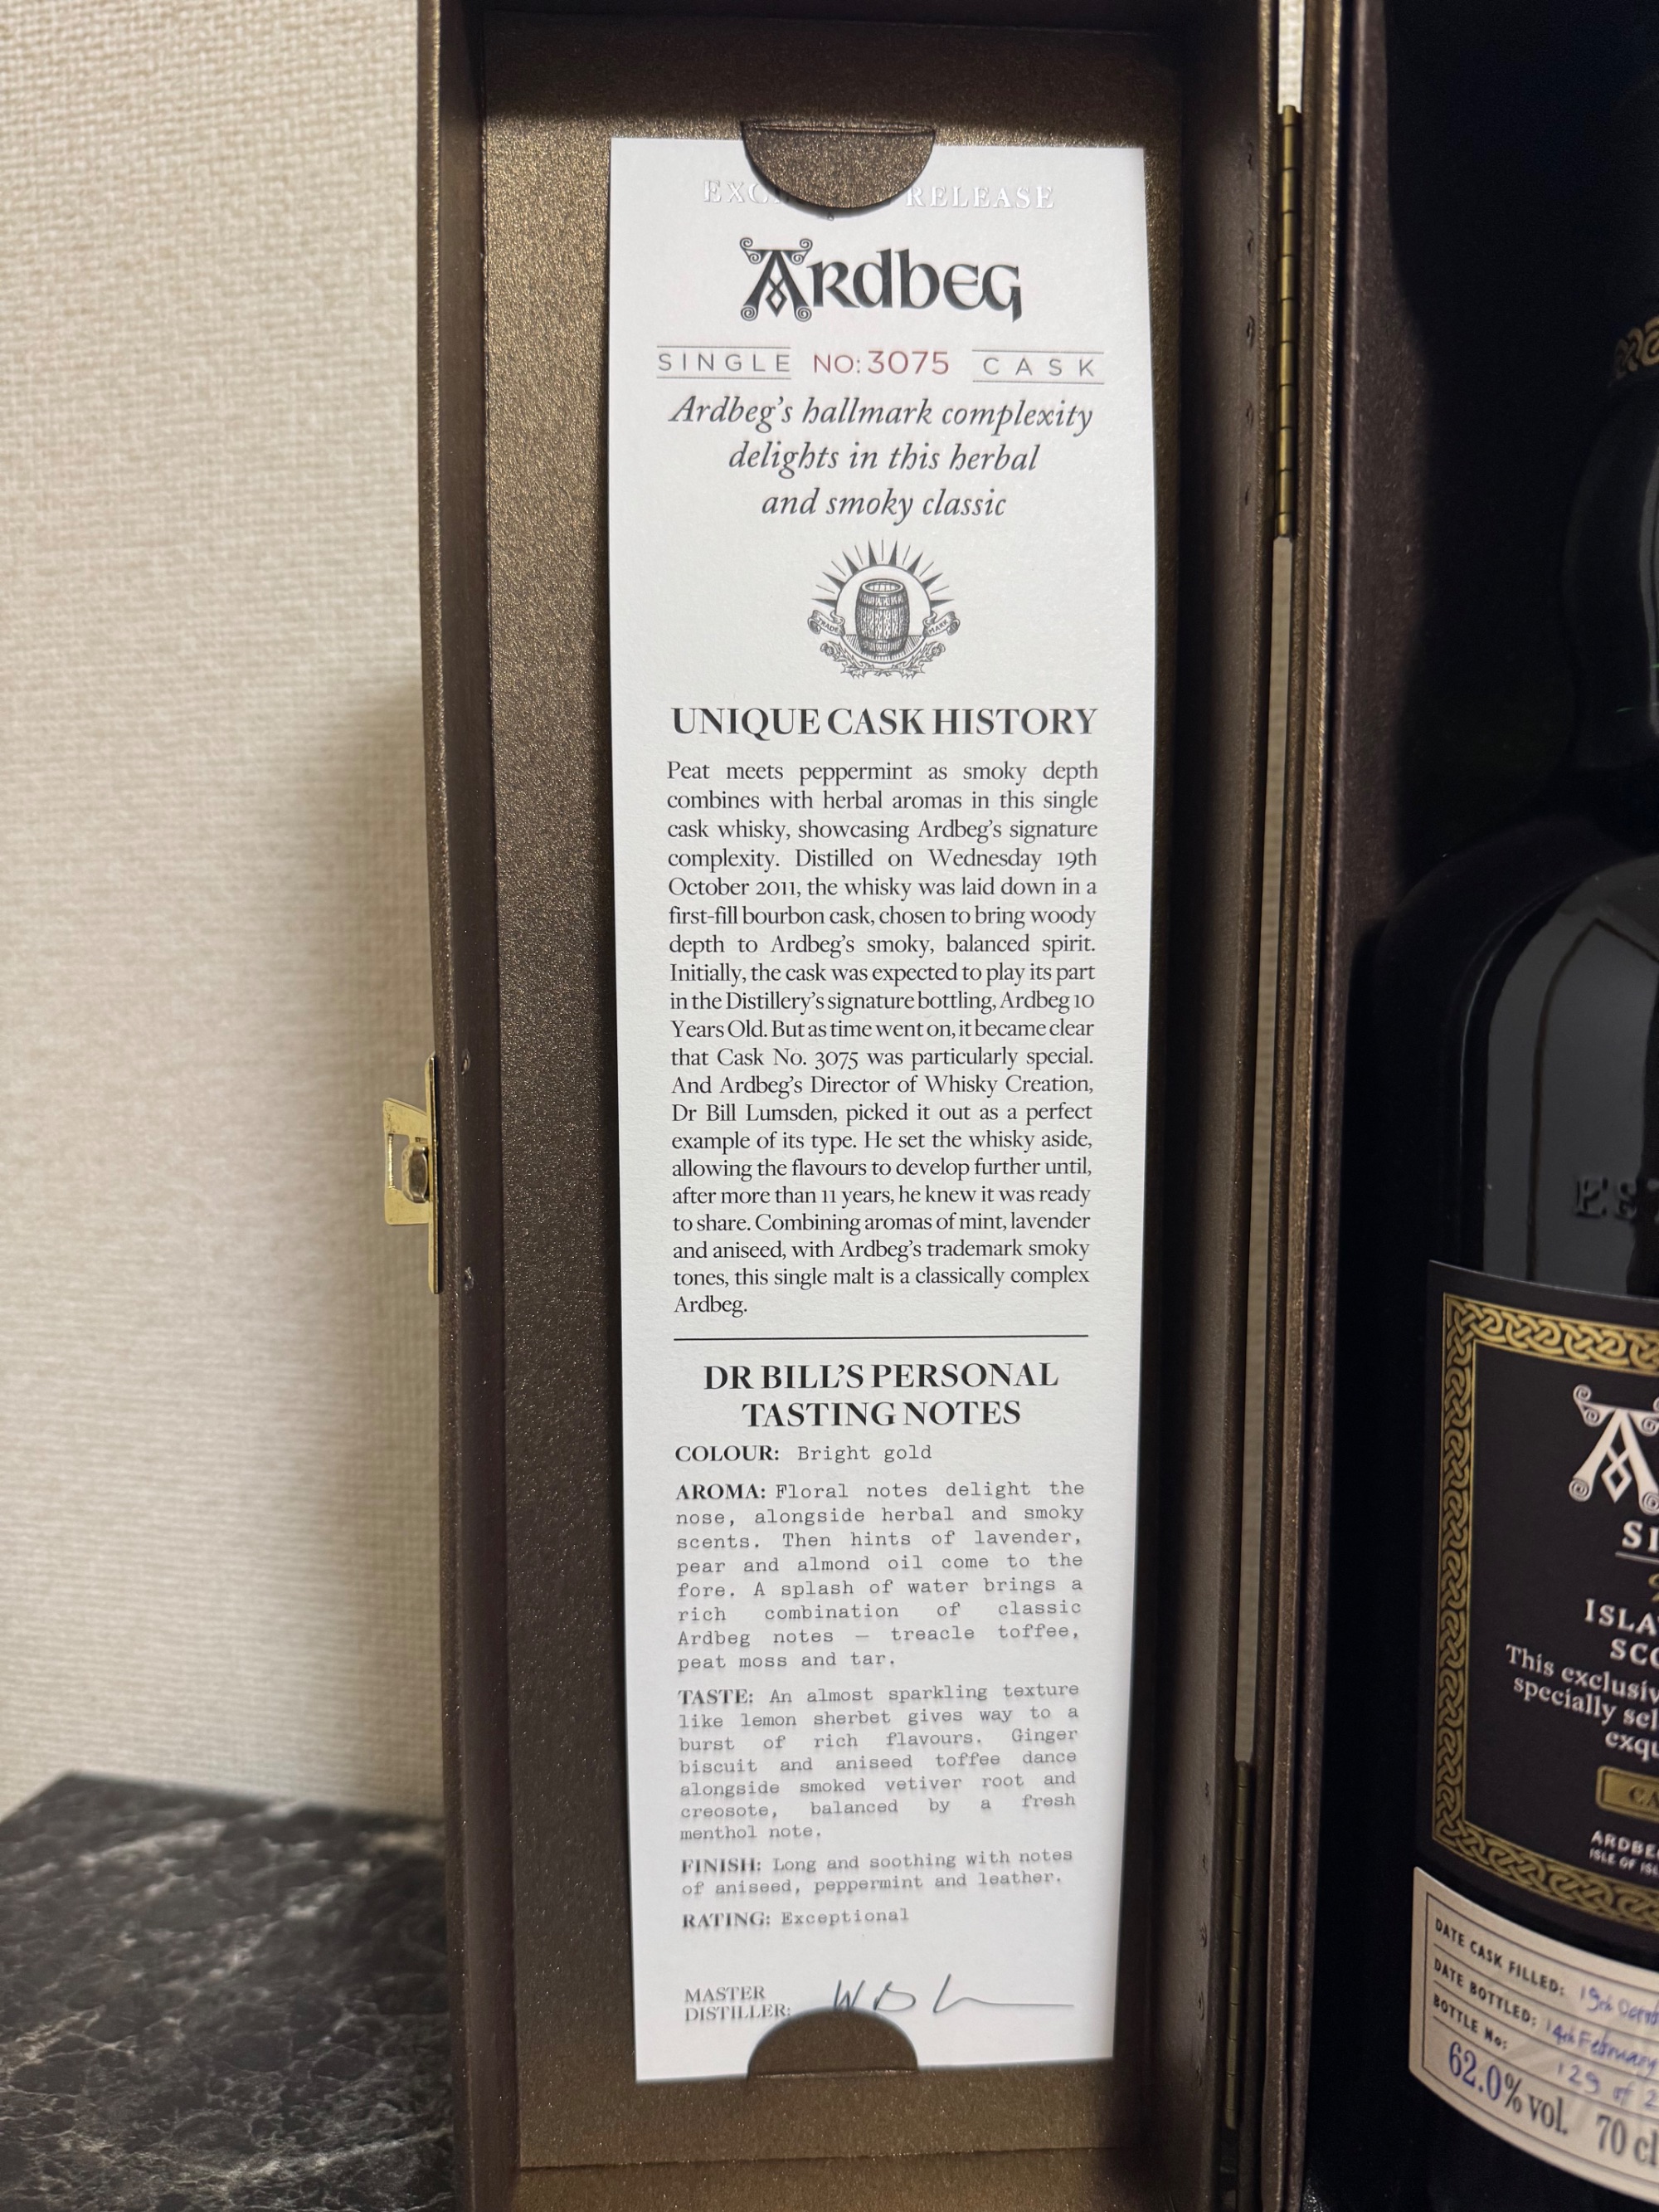 RELEASE
ARDBEG
SINGLE NO: 3075 CASK
Ardbeg's hallmark complexity
delights in this herbal
and smoky classic
TRADE MARK
UNIQUE CASK HISTORY
Peat meets peppermint as smoky depth
combines with herbal aromas in this single
cask whisky, showcasing Ardbeg's signature
complexity. Distilled on Wednesday 19th
October 2011, the whisky was laid down in a
first-fill bourbon cask, chosen to bring woody
depth to Ardbeg's smoky, balanced spirit.
Initially, the cask was expected to play its part
in the Distillery's signature bottling, Ardbeg 10
Years Old. But as time went on, it became clear
that Cask No. 3075 was particularly special.
And Ardbeg's Director of Whisky Creation,
Dr Bill Lumsden, picked it out as a perfect
example of its type. He set the whisky aside,
allowing the flavours to develop further until,
after more than 11 years, he knew it was ready
to share. Combining aromas of mint, lavender
and aniseed, with Ardbeg's trademark smoky
tones, this single malt is a classically complex
Ardbeg.
DR BILL'S PERSONAL
TASTING NOTES
COLOUR: Bright gold
AROMA: Floral notes delight the
nose, alongside herbal and smoky
scents. Then hints of lavender,
pear and almond oil come to the
fore. A splash of water brings a
rich combination of classic
Ardbeg notes – treacle toffee,
peat moss and tar.
TASTE: An almost sparkling texture
like lemon sherbet gives way to a
burst of rich flavours. Ginger
biscuit and aniseed toffee dance
alongside smoked vetiver root and
creosote, balanced by a fresh
menthol note.
FINISH: Long and soothing with notes
of aniseed, peppermint and leather.
RATING: Exceptional
MASTER
DISTILLER:
This
specially
DATE CASK FILLED: 19th
DATE BOTTLED: 14th February
BOTTLE No: 129 of
62.0% vol. 70 cl